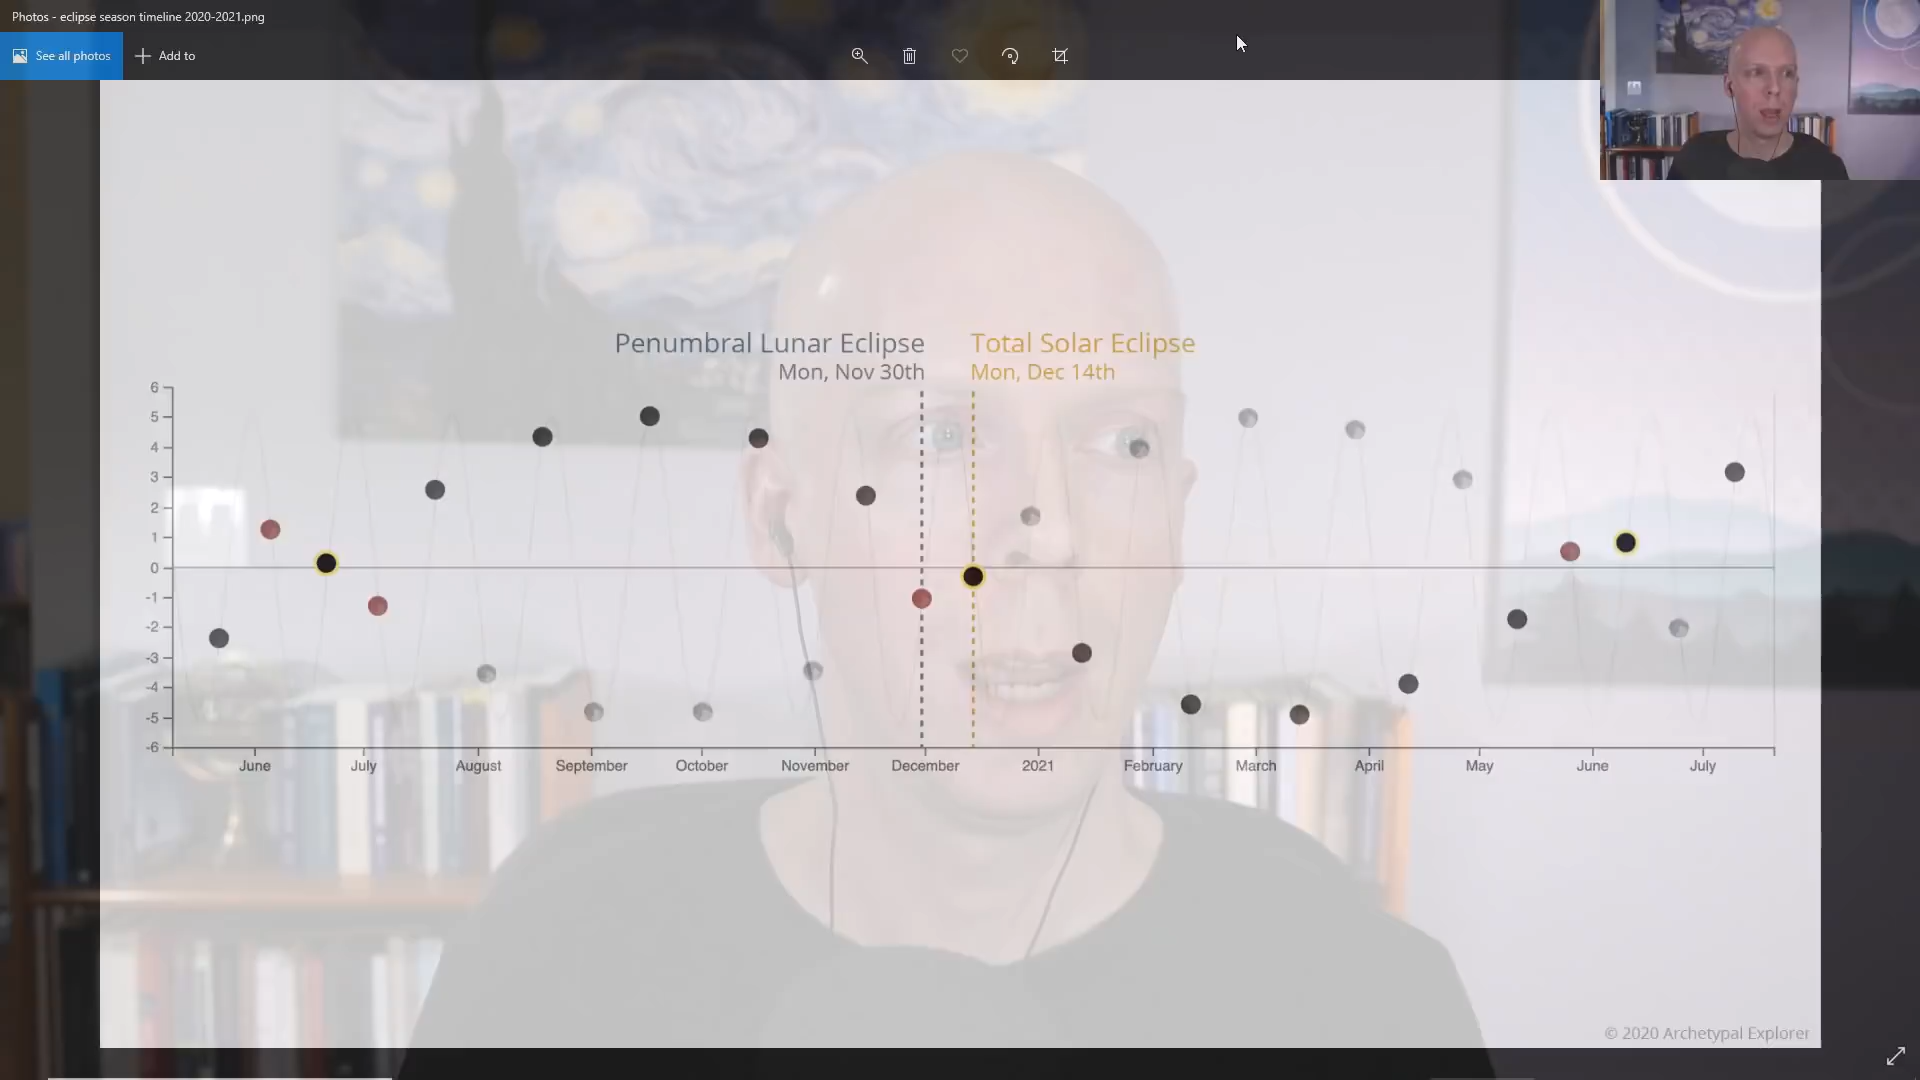 Photos - eclipse season timeline 2020-2021.png
See all photos
Add to
Penumbral Lunar Eclipse
Mon, Nov 30th
Total Solar Eclipse
Mon, Dec 14th
6
5
4
3
2
1
0
-1
-2
-3
-4
-5
-6
June July August September October November December 2021 February March April May June July
© 2020 Archetypal Explorer